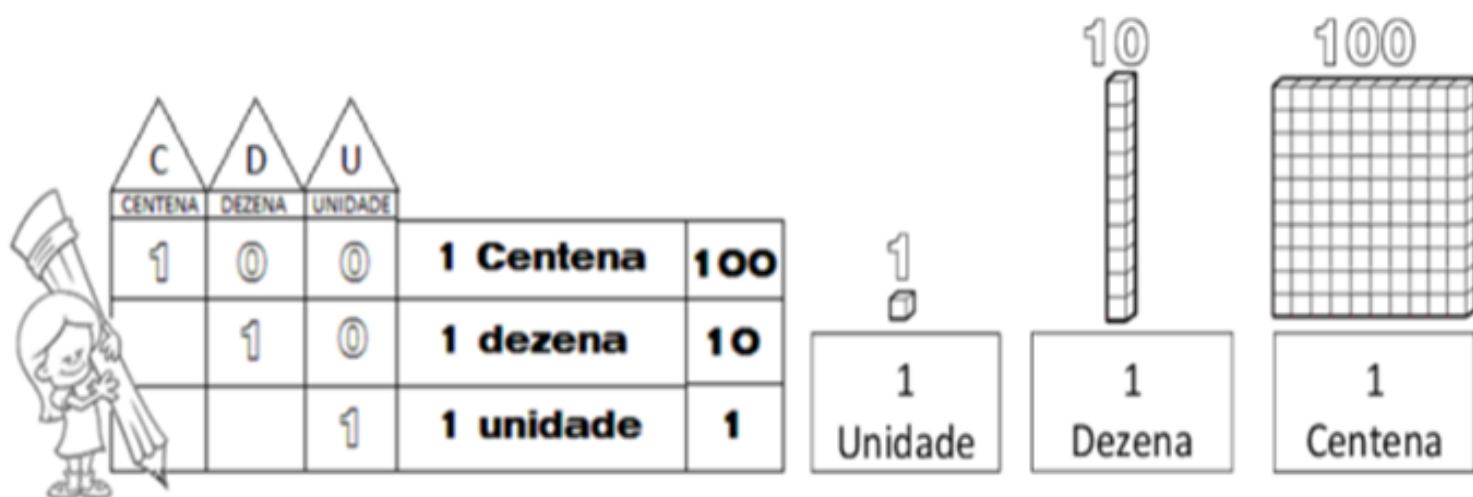 C D U
CENTENA DEZENA UNIDADE
1 0 0 1 Centena 100
1 0 1 dezena 10
1 1 unidade 1
1
1
Unidade
10
1
Dezena
100
1
Centena